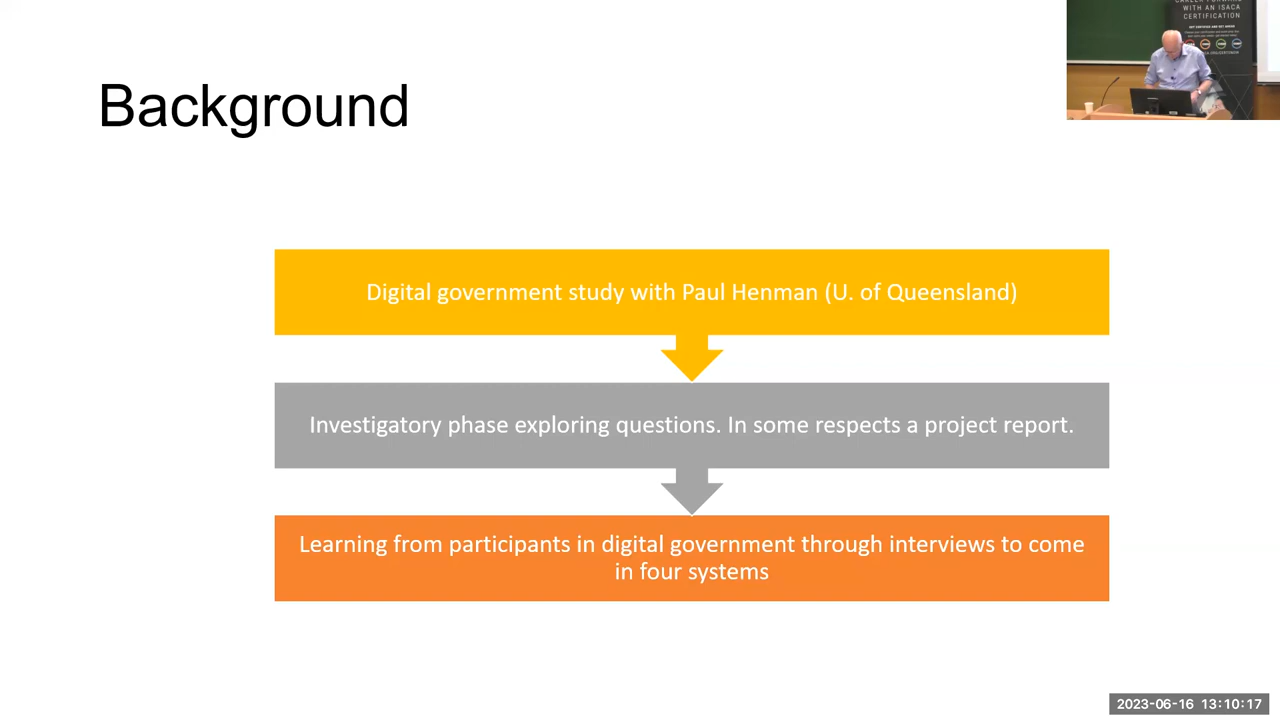 WITH AN ISACA
CERTIFICATION
Background
Digital government study with Paul Henman (U. of Queensland)
Investigatory phase exploring questions. In some respects a project report.
Learning from participants in digital government through interviews to come
in four systems
2023-06-16 13:10:17